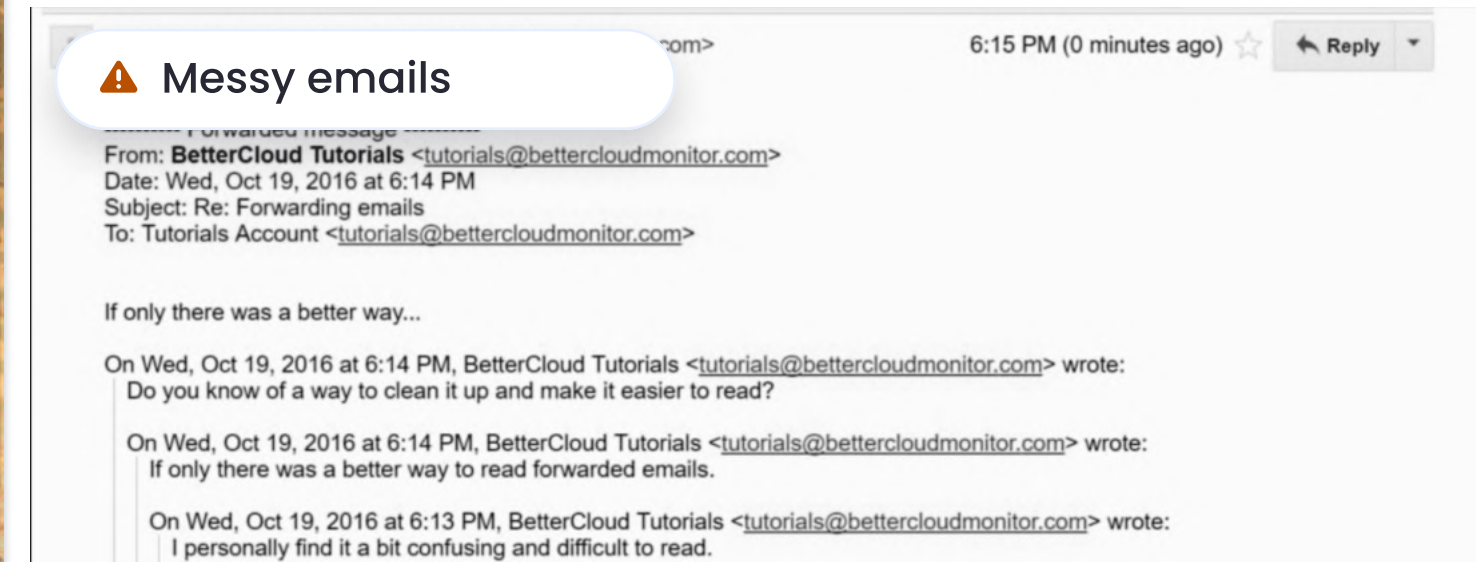 com>
6:15 PM (0 minutes ago)
Reply
Messy emails
---------- Forwarded message ----------
From: BetterCloud Tutorials <tutorials@bettercloudmonitor.com>
Date: Wed, Oct 19, 2016 at 6:14 PM
Subject: Re: Forwarding emails
To: Tutorials Account <tutorials@bettercloudmonitor.com>
If only there was a better way...
On Wed, Oct 19, 2016 at 6:14 PM, BetterCloud Tutorials <tutorials@bettercloudmonitor.com> wrote:
Do you know of a way to clean it up and make it easier to read?
On Wed, Oct 19, 2016 at 6:14 PM, BetterCloud Tutorials <tutorials@bettercloudmonitor.com> wrote:
If only there was a better way to read forwarded emails.
On Wed, Oct 19, 2016 at 6:13 PM, BetterCloud Tutorials <tutorials@bettercloudmonitor.com> wrote:
I personally find it a bit confusing and difficult to read.